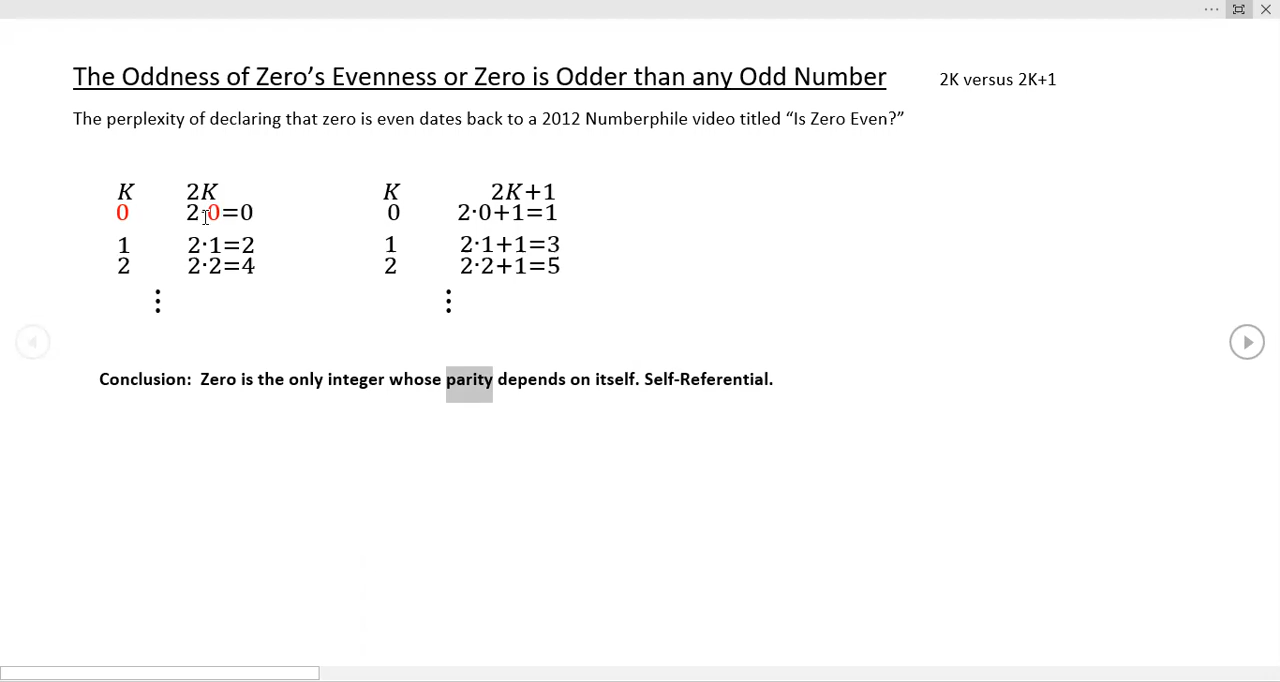 The Oddness of Zero’s Evenness or Zero is Odder than any Odd Number 2K versus 2K+1
The perplexity of declaring that zero is even dates back to a 2012 Numberphile video titled “Is Zero Even?”
K 2K K 2K+1
0 2·0=0 0 2·0+1=1
1 2·1=2 1 2·1+1=3
2 2·2=4 2 2·2+1=5
⋮ ⋮
Conclusion: Zero is the only integer whose parity depends on itself. Self-Referential.